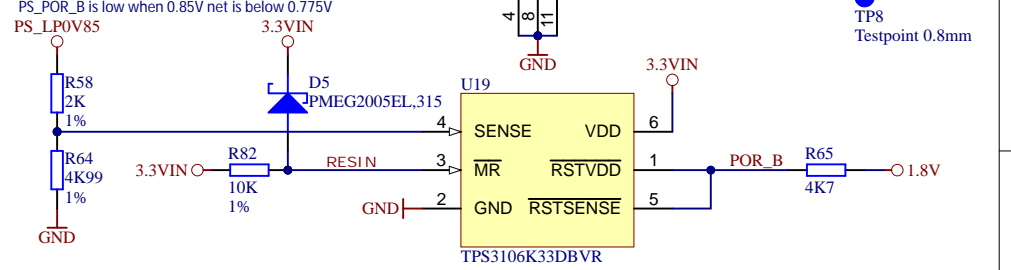 PS_POR_B is low when 0.85V net is below 0.775V
PS_LP0V85
3.3VIN
4
8
11
GND
TP8
Testpoint 0.8mm
R58
2K
1%
D5
PMEG2005EL,315
U19
3.3VIN
4
SENSE
VDD
6
R64
4K99
1%
3.3VIN
R82
10K
1%
RESIN
3
MR
RSTVDD
1
POR_B
R65
4K7
1.8V
GND
2
GND
RSTSENSE
5
GND
TPS3106K33DBVR